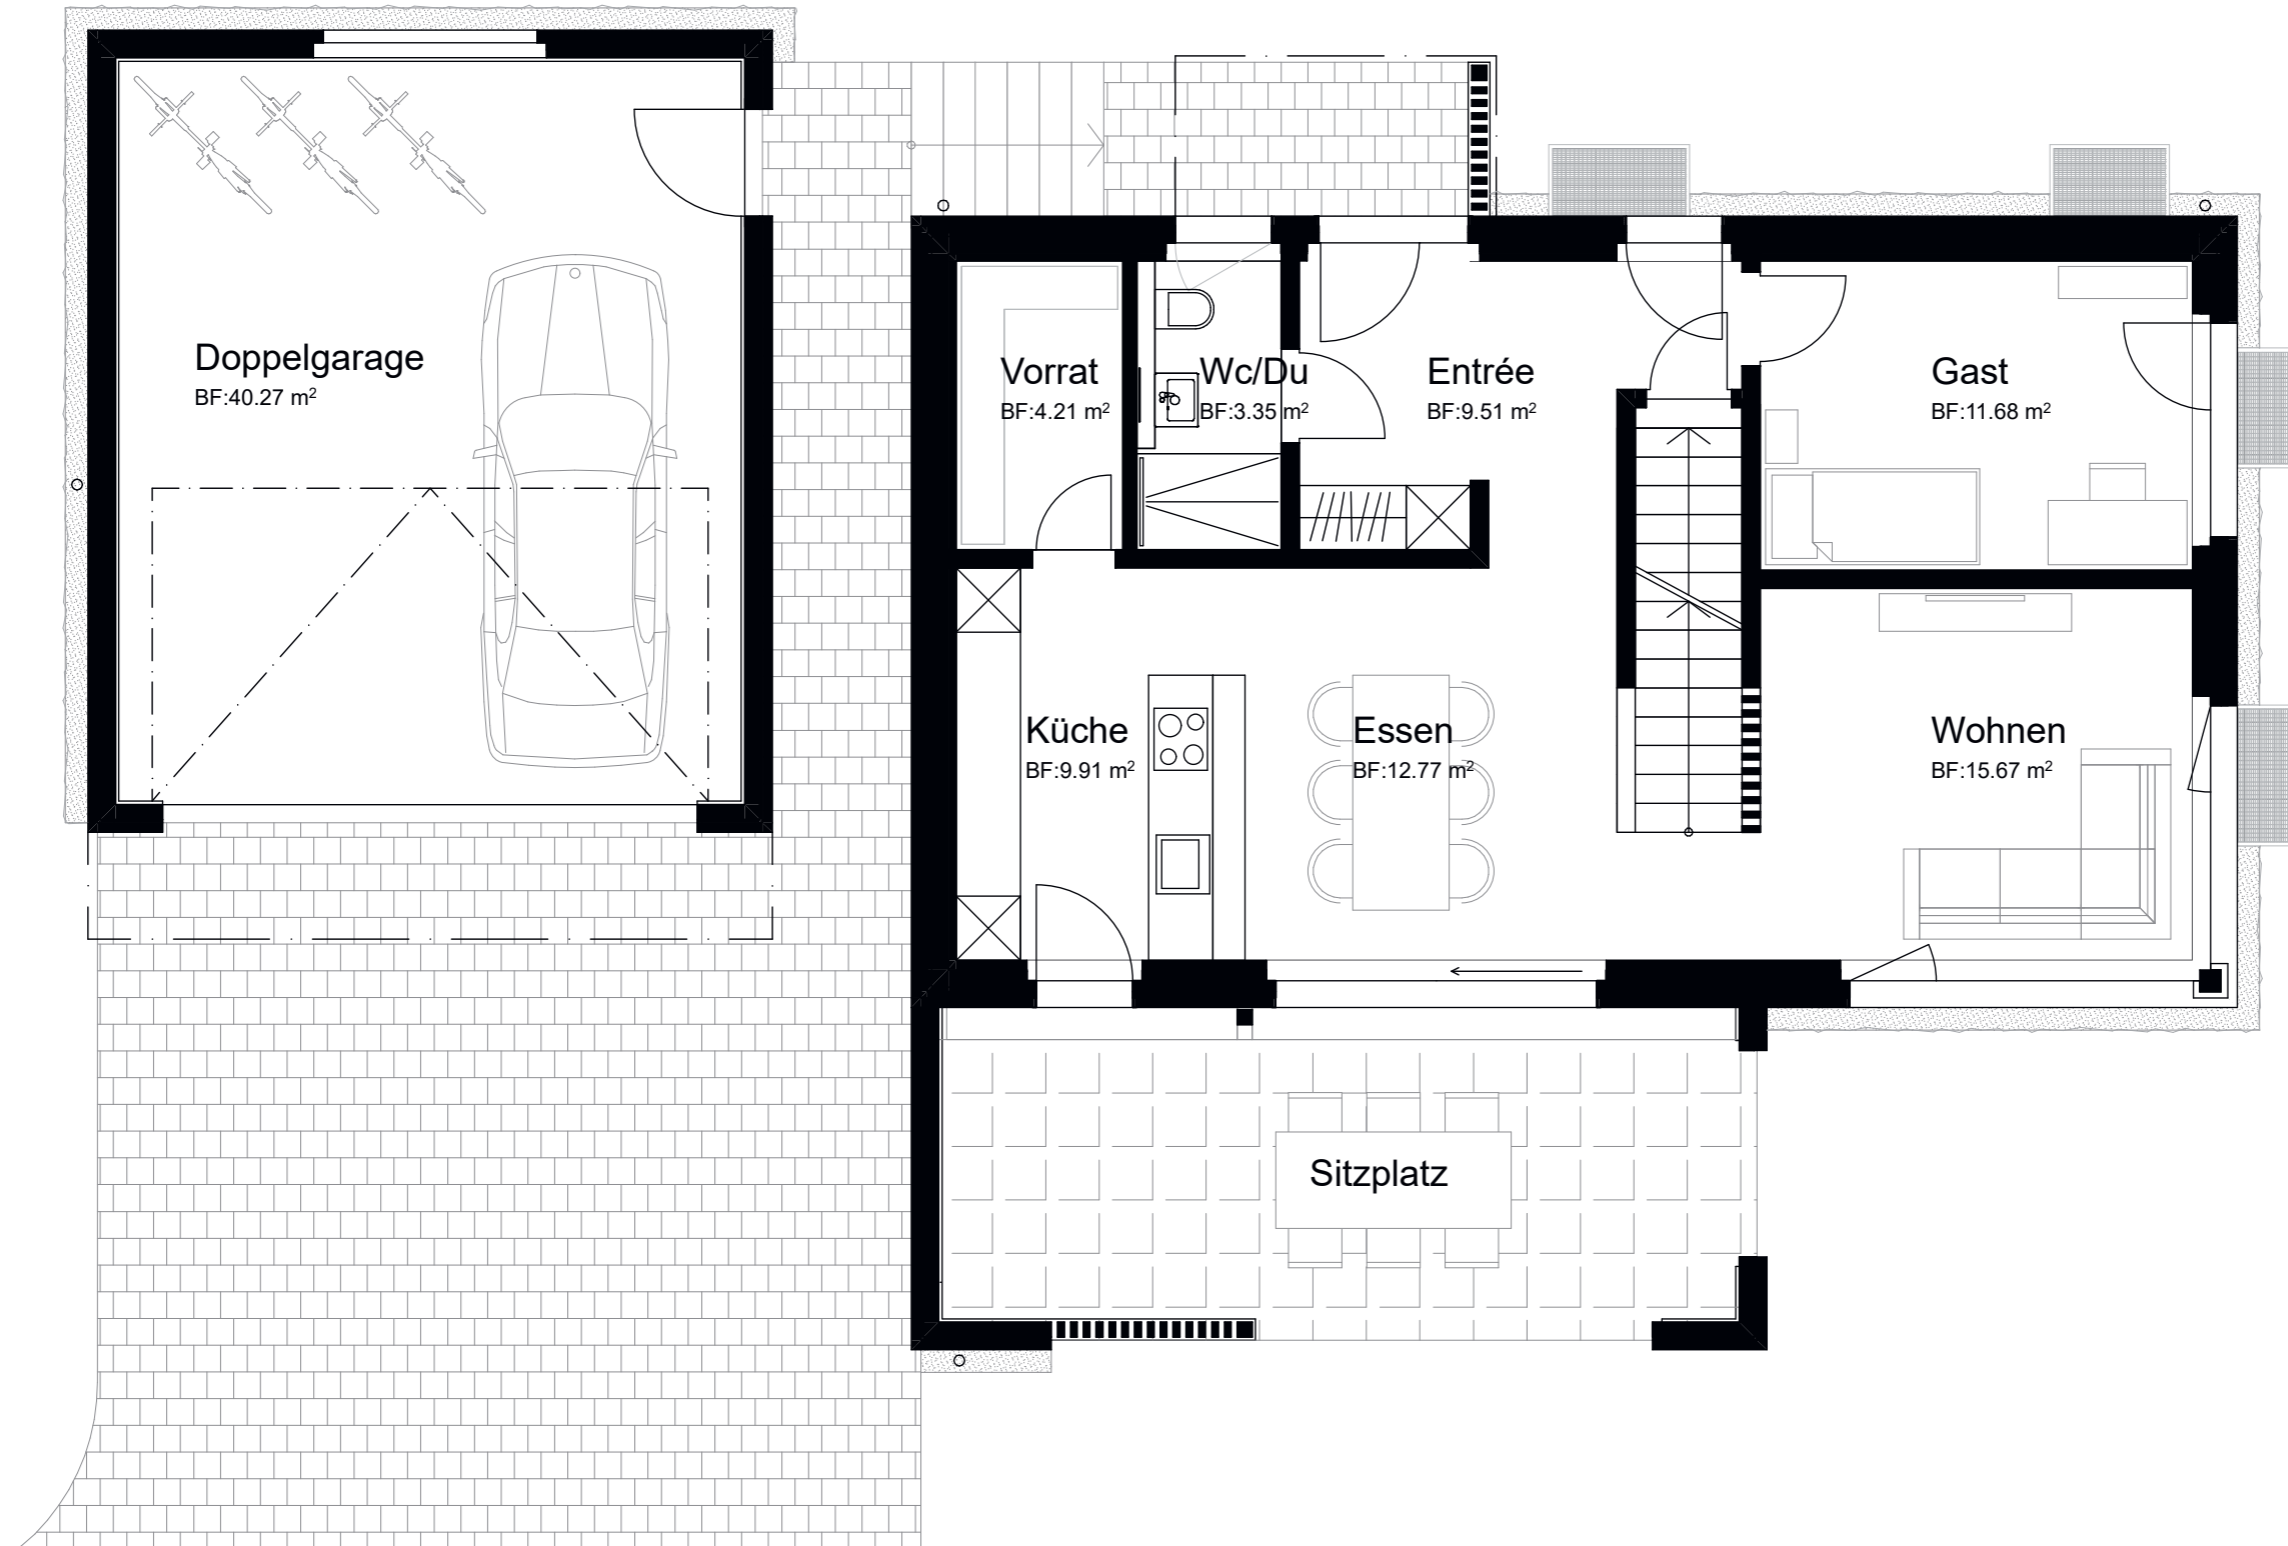 Doppelgarage
BF:40.27 m²
Vorrat
BF:4.21 m²
Wc/Du
BF:3.35 m²
Entrée
BF:9.51 m²
Gast
BF:11.68 m²
Küche
BF:9.91 m²
Essen
BF:12.77 m²
Wohnen
BF:15.67 m²
Sitzplatz